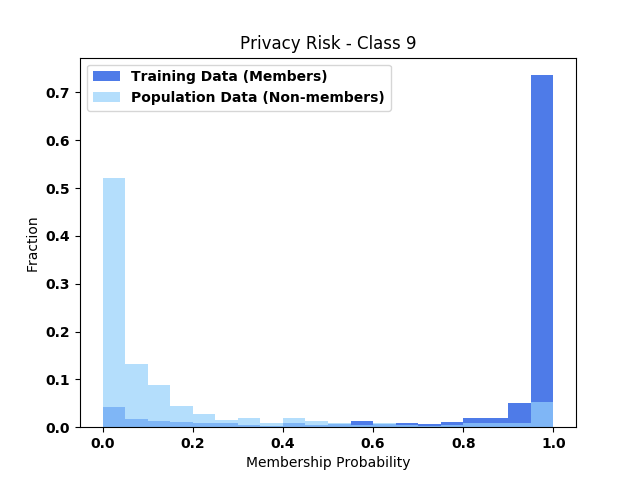 Privacy Risk - Class 9
Training Data (Members)
Population Data (Non-members)
Fraction
0.7
0.6
0.5
0.4
0.3
0.2
0.1
0.0
0.0 0.2 0.4 0.6 0.8 1.0
Membership Probability